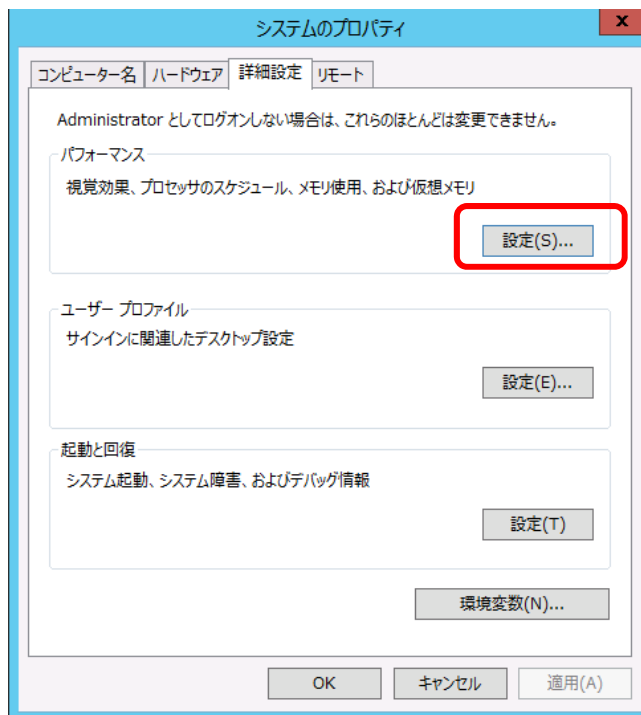 システムのプロパティ
x
コンピューター名 ハードウェア 詳細設定 リモート
Administrator としてログオンしない場合は、これらのほとんどは変更できません。
パフォーマンス
視覚効果、プロセッサのスケジュール、メモリ使用、および仮想メモリ
設定(S)...
ユーザー プロファイル
サインインに関連したデスクトップ設定
設定(E)...
起動と回復
システム起動、システム障害、およびデバッグ情報
設定(T)
環境変数(N)...
OK キャンセル 適用(A)